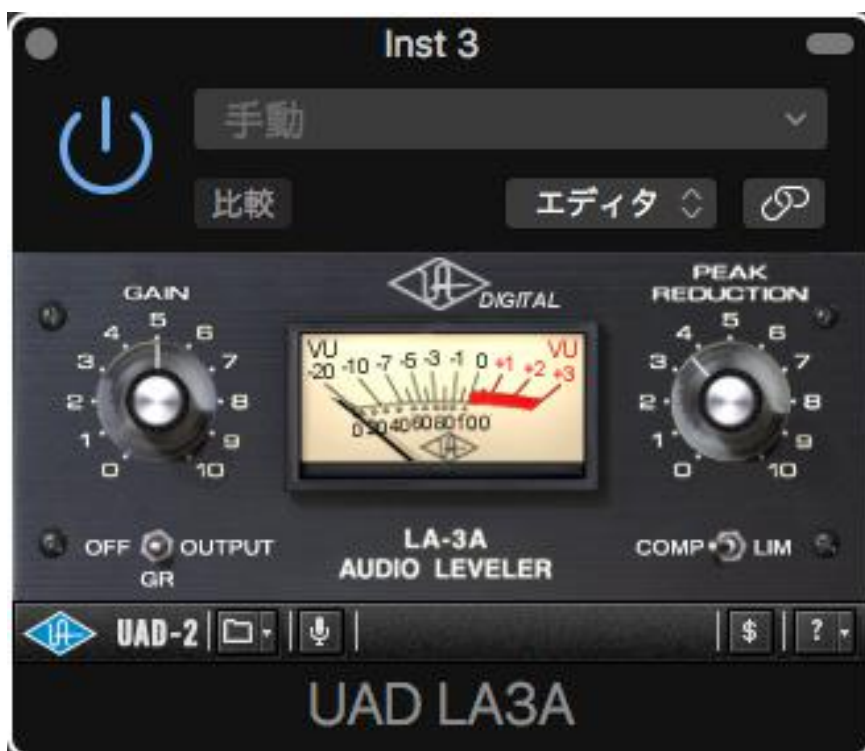 Inst 3
手動
比較 エディタ
GAIN
0 1 2 3 4 5 6 7 8 9 10
UA DIGITAL
VU VU
-20 -10 -7 -5 -3 -1 0 +1 +2 +3
0 20 40 60 80 100
UA
PEAK
REDUCTION
0 1 2 3 4 5 6 7 8 9 10
OFF OUTPUT
GR
LA-3A
AUDIO LEVELER
COMP LIM
UA UAD-2 $ ?
UAD LA3A